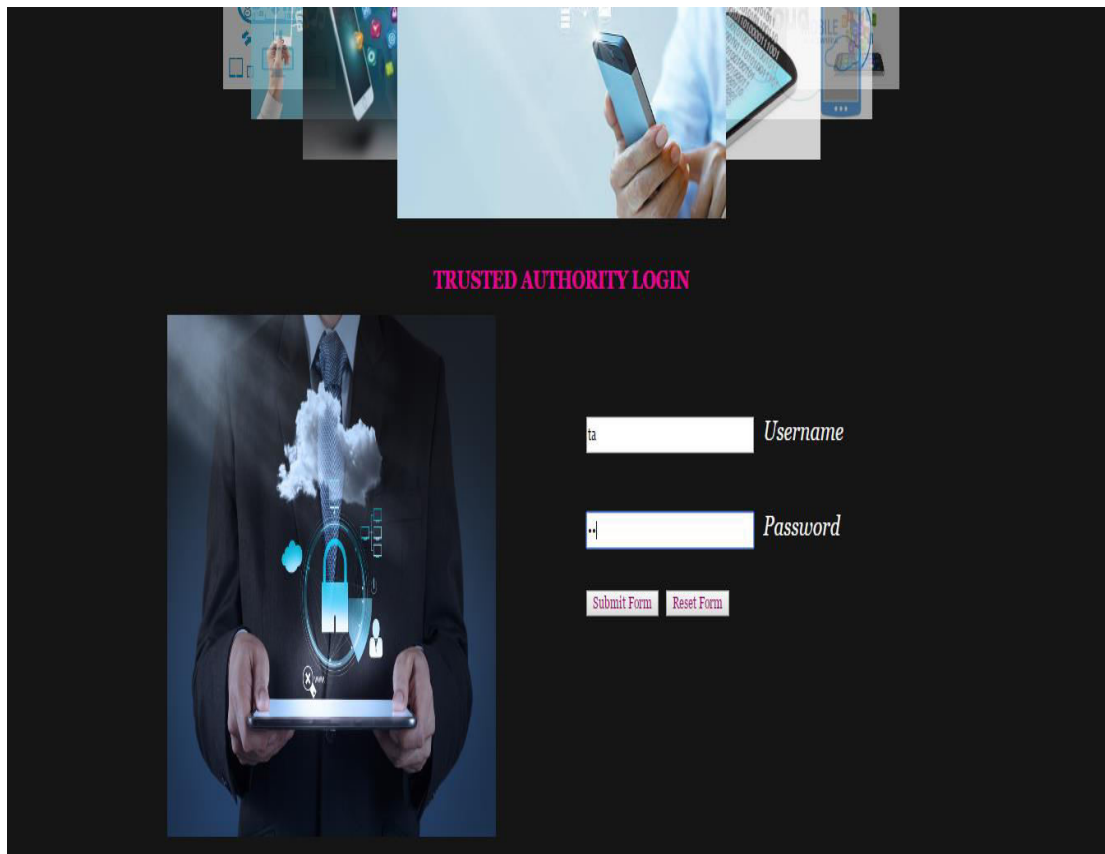 TRUSTED AUTHORITY LOGIN
ta Username
•• Password
Submit Form Reset Form